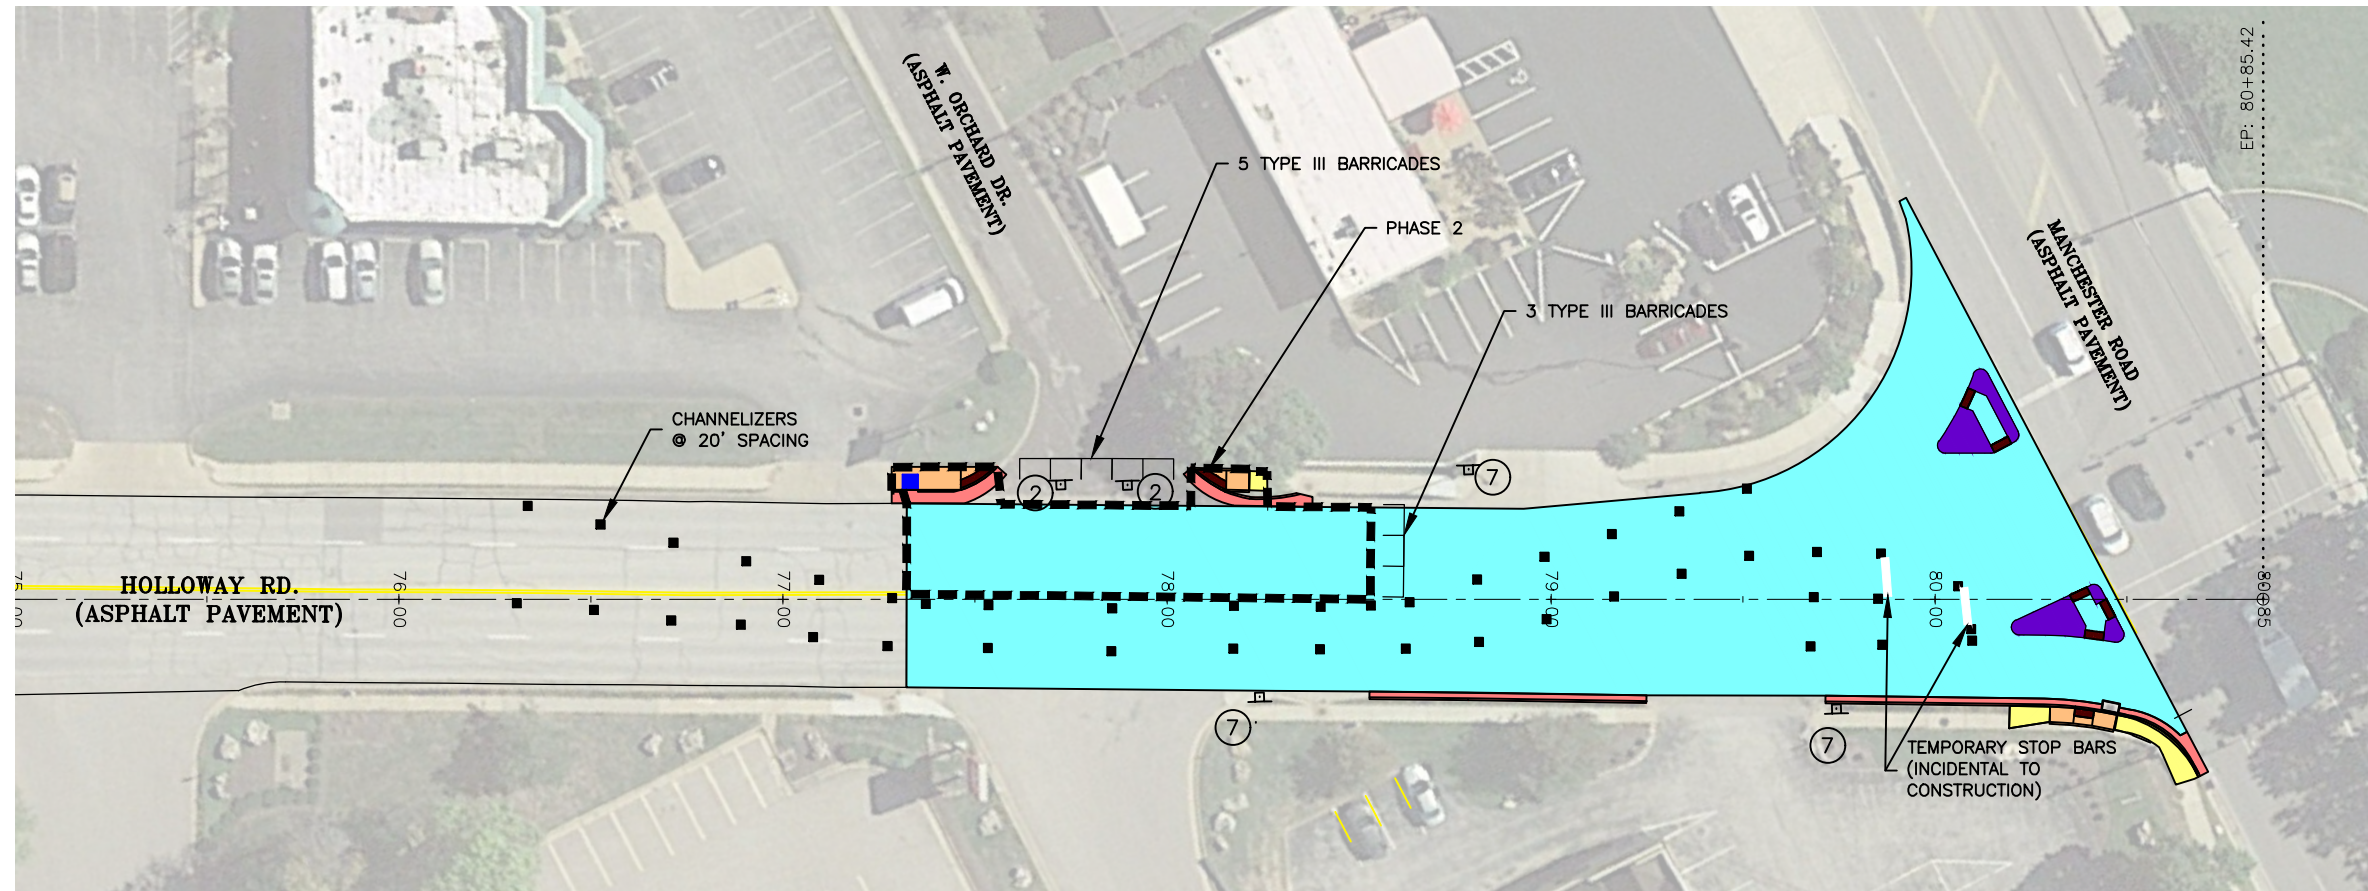 EP: 80+85.42
W. ORCHARD DR.
(ASPHALT PAVEMENT)
5 TYPE III BARRICADES
PHASE 2
MANCHESTER ROAD
(ASPHALT PAVEMENT)
3 TYPE III BARRICADES
CHANNELIZERS
@ 20' SPACING
7
2
2
HOLLOWAY RD.
(ASPHALT PAVEMENT)
76+00
77+00
78+00
79+00
80+00
7
7
TEMPORARY STOP BARS
(INCIDENTAL TO
CONSTRUCTION)